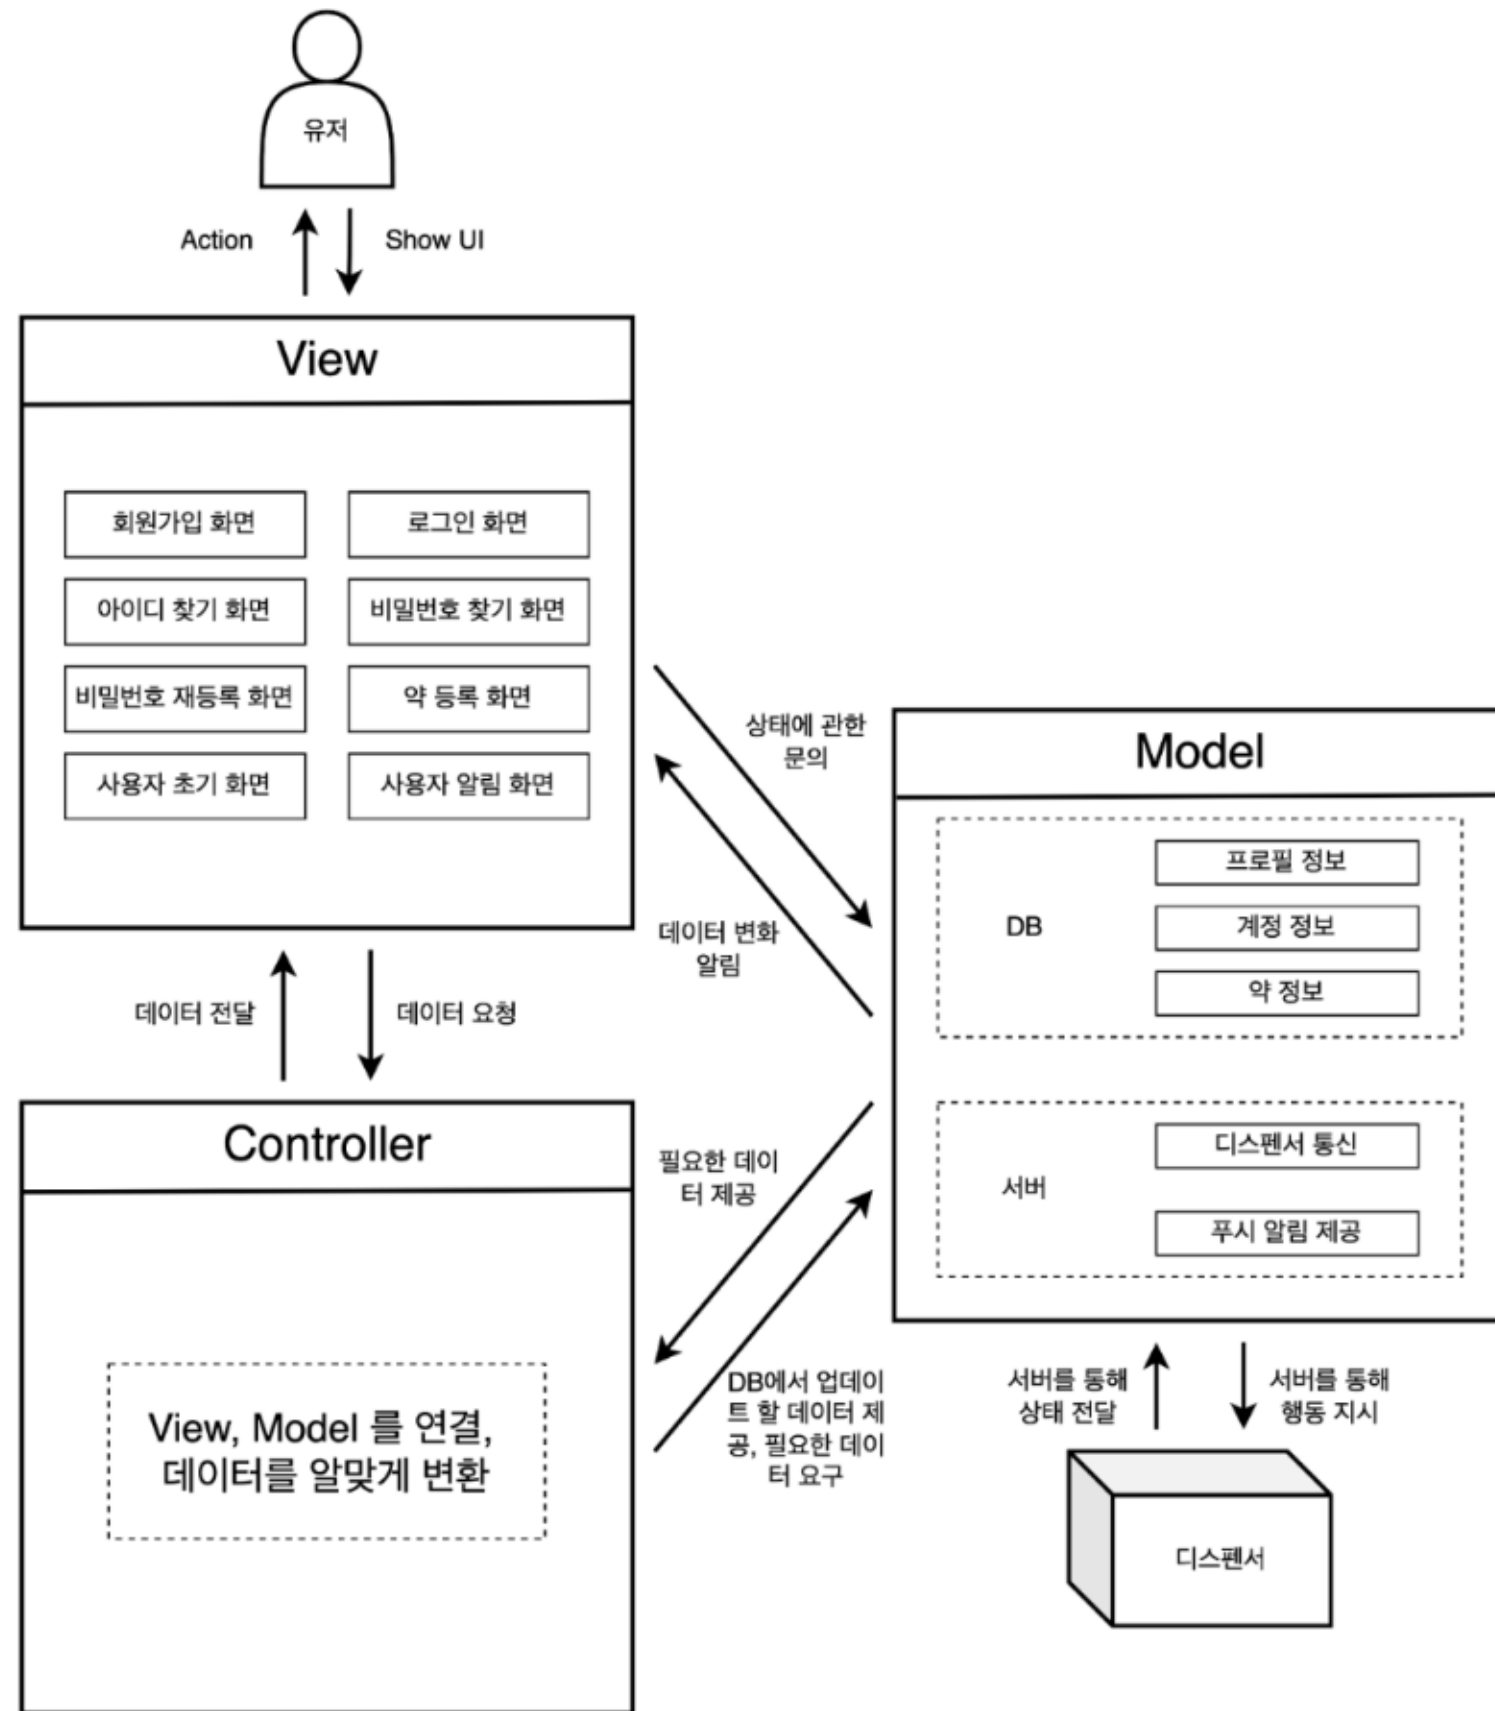 유저
Action
Show UI
View
회원가입 화면
로그인 화면
아이디 찾기 화면
비밀번호 찾기 화면
비밀번호 재등록 화면
약 등록 화면
사용자 초기 화면
사용자 알림 화면
상태에 관한
문의
데이터 변화
알림
Model
DB
프로필 정보
계정 정보
약 정보
서버
디스펜서 통신
푸시 알림 제공
데이터 전달
데이터 요청
Controller
View, Model 를 연결,
데이터를 알맞게 변환
필요한 데이
터 제공
DB에서 업데이
트 할 데이터 제
공, 필요한 데이
터 요구
서버를 통해
상태 전달
서버를 통해
행동 지시
디스펜서